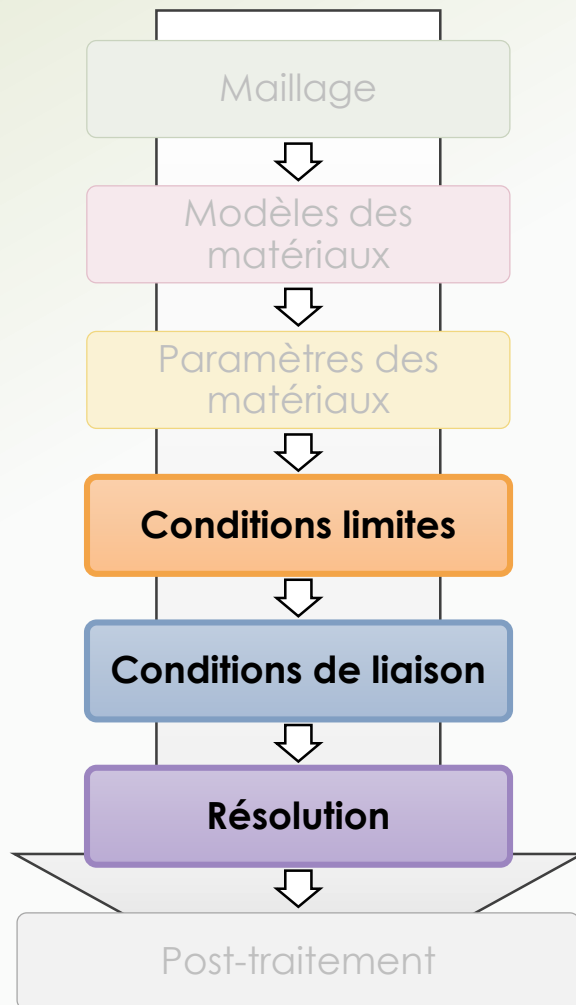 Maillage
Modèles des
matériaux
Paramètres des
matériaux
Conditions limites
Conditions de liaison
Résolution
Post-traitement